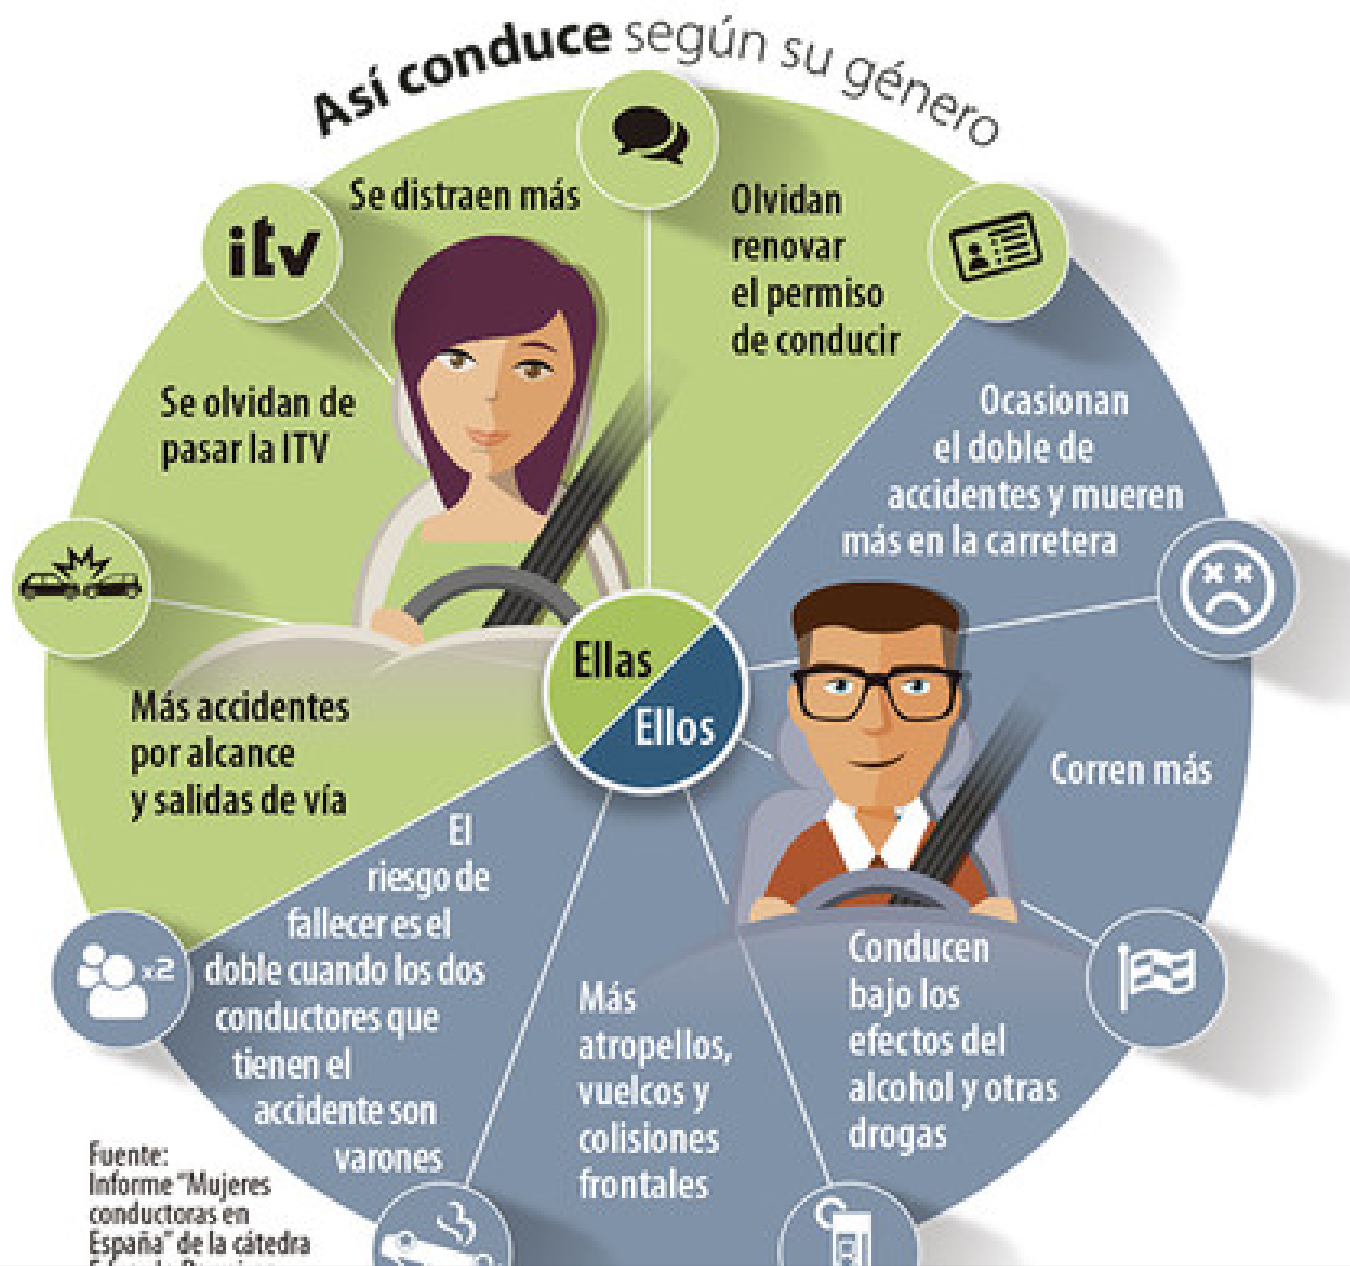 Así conduce según su género
Se distraen más
Olvidan
renovar
el permiso
de conducir
itv
Se olvidan de
pasar la ITV
Ocasionan
el doble de
accidentes y mueren
más en la carretera
Ellas
Ellos
Más accidentes
por alcance
y salidas de vía
Corren más
El
riesgo de
fallecer es el
doble cuando los dos
conductores que
tienen el
accidente son
varones
x2
Más
atropellos,
vuelcos y
colisiones
frontales
Conducen
bajo los
efectos del
alcohol y otras
drogas
Fuente:
Informe "Mujeres
conductoras en
España" de la cátedra